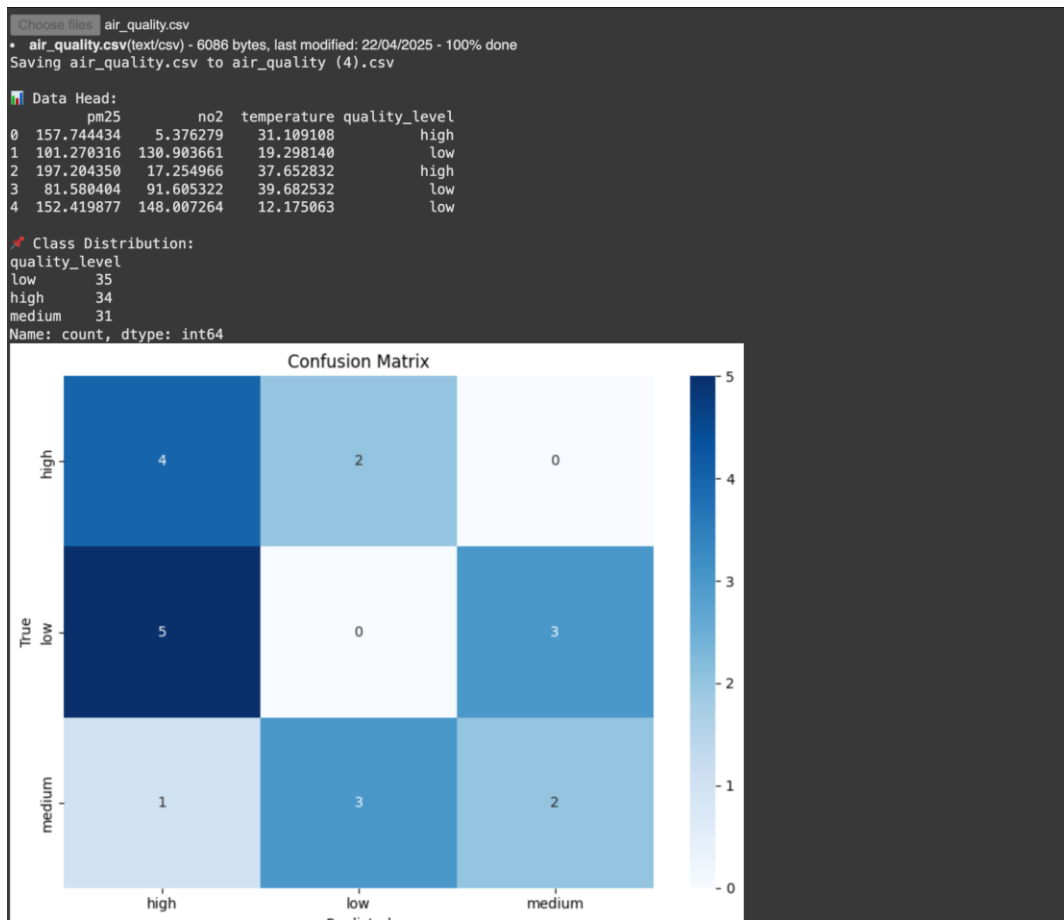 Choose files air_quality.csv
• air_quality.csv(text/csv) - 6086 bytes, last modified: 22/04/2025 - 100% done
Saving air_quality.csv to air_quality (4).csv
📊 Data Head:
pm25 no2 temperature quality_level
0 157.744434 5.376279 31.109108 high
1 101.270316 130.903661 19.298140 low
2 197.204350 17.254966 37.652832 high
3 81.580404 91.605322 39.682532 low
4 152.419877 148.007264 12.175063 low
📌 Class Distribution:
quality_level
low 35
high 34
medium 31
Name: count, dtype: int64
Confusion Matrix
5
high 4 2 0
4
3
True
low 5 0 3
2
medium 1 3 2
1
0
high low medium